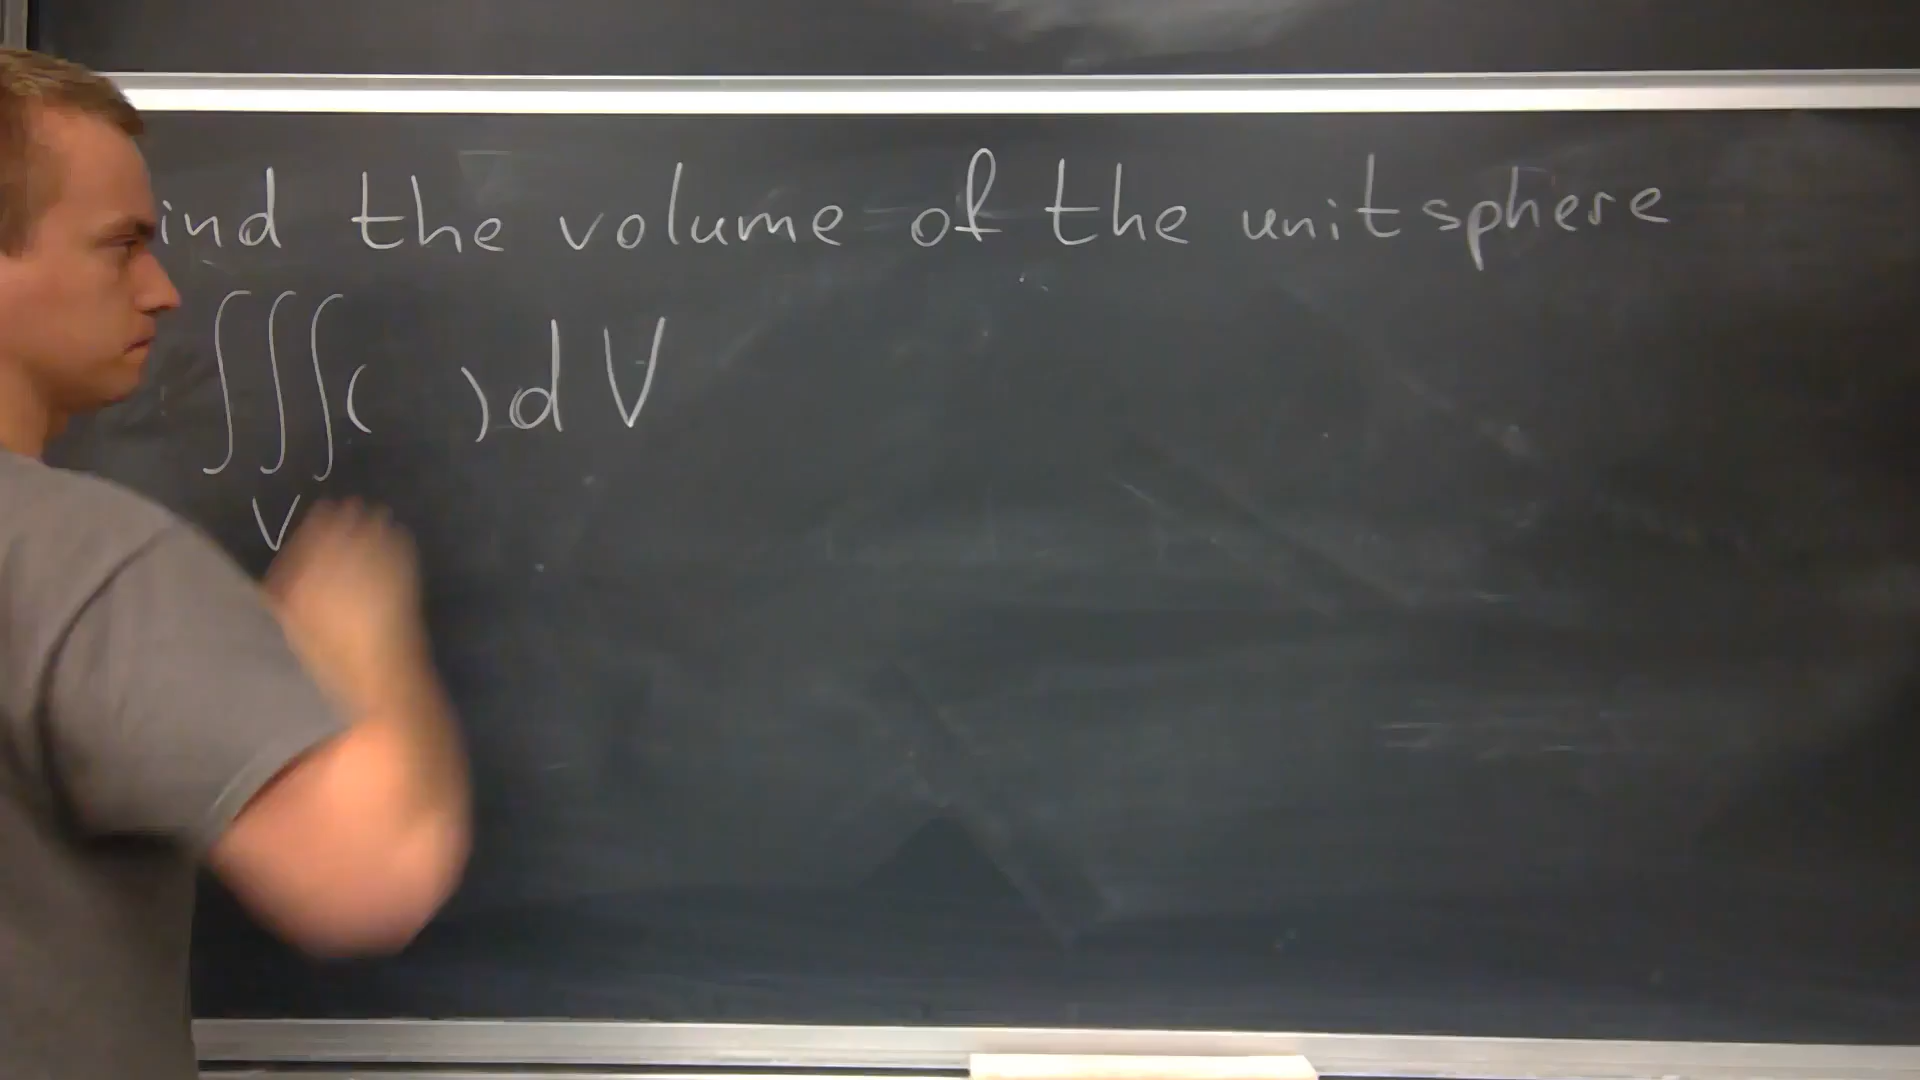 ind the volume of the unit sphere
∫∫∫( )dV
V